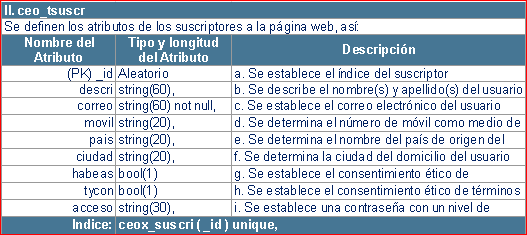 II. ceo_tsuscr
Se definen los atributos de los suscriptores a la página web, así:
Nombre del Atributo Tipo y longitud del Atributo Descripción
(PK) _id Aleatorio a. Se establece el índice del suscriptor
descri string(60), b. Se describe el nombre(s) y apellido(s) del usuario
correo string(60) not null, c. Se establece el correo electrónico del usuario
movil string(20), d. Se determina el número de móvil como medio de
pais string(20), e. Se determina el nombre del país de origen del
ciudad string(20), f. Se determina la ciudad del domicilio del usuario
habeas bool(1) g. Se establece el consentimiento ético de
tycon bool(1) h. Se establece el consentimiento ético de términos
acceso string(30), i. Se establece una contraseña con un nivel de
Indice: ceox_suscri ( _id ) unique,